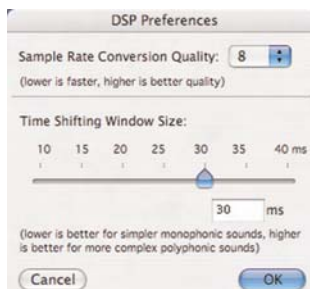 DSP Preferences
Sample Rate Conversion Quality: 8
(lower is faster, higher is better quality)
Time Shifting Window Size:
10 15 20 25 30 35 40 ms
30 ms
(lower is better for simpler monophonic sounds, higher
is better for more complex polyphonic sounds)
Cancel OK